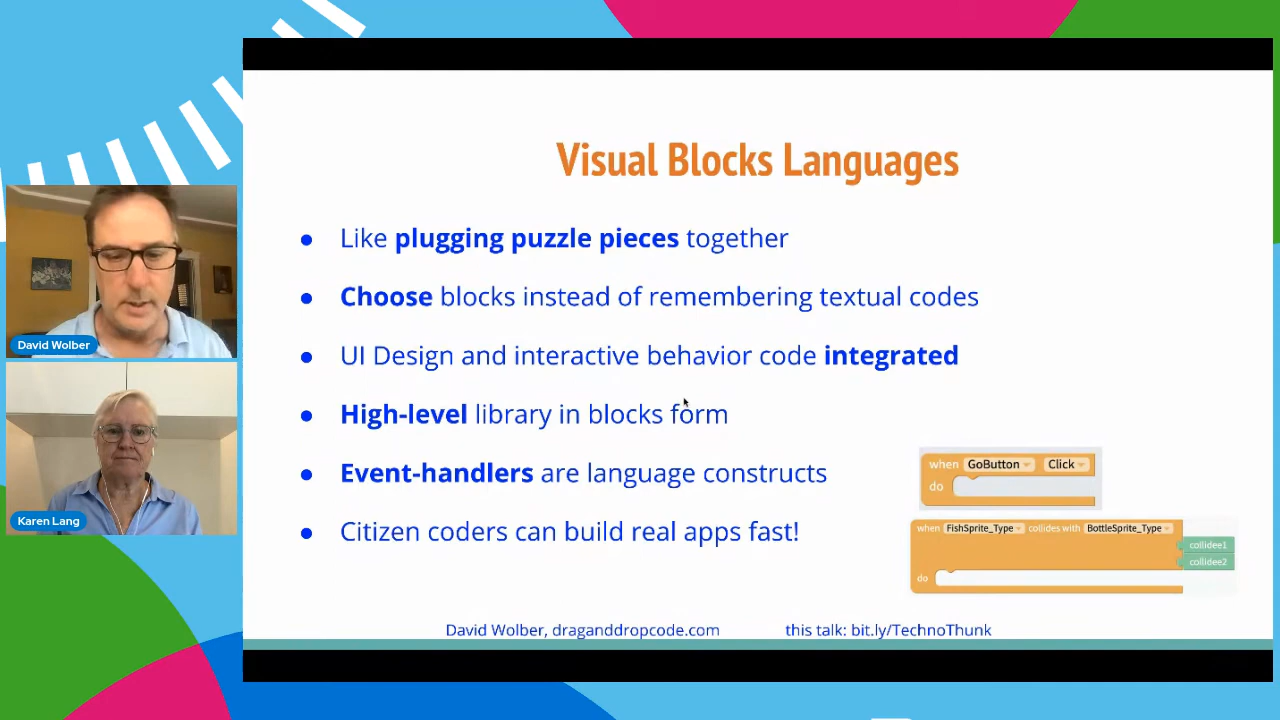 Visual Blocks Languages
● Like plugging puzzle pieces together
● Choose blocks instead of remembering textual codes
● UI Design and interactive behavior code integrated
● High-level library in blocks form
● Event-handlers are language constructs
● Citizen coders can build real apps fast!
when GoButton Click
do
when FishSprite_Type collides with BottleSprite_Type
collidee1
collidee2
do
David Wolber, draganddropcode.com this talk: bit.ly/TechnoThunk
David Wolber
Karen Lang